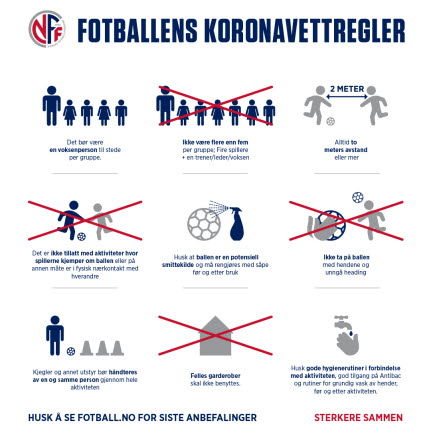 NFF
FOTBALLENS KORONAVETTREGLER
Det bør være
en voksenperson til stede
per gruppe.
Ikke være flere enn fem
per gruppe; Fire spillere
+ en trener/leder/voksen
2 METER
Alltid to
meters avstand
eller mer
Det er ikke tillatt med aktiviteter hvor
spillerne kjemper om ballen eller på
annen måte er i fysisk nærkontakt med
hverandre
Husk at ballen er en potensiell
smittekilde og må rengjøres med såpe
før og etter bruk
Ikke ta på ballen
med hendene og
unngå heading
Kjegler og annet utstyr bør håndteres
av en og samme person gjennom hele
aktiviteten
Felles garderober
skal ikke benyttes.
Husk gode hygienerutiner i forbindelse
med aktiviteten, god tilgang på Antibac
og rutiner for grundig vask av hender,
før og etter aktiviteten.
HUSK Å SE FOTBALL.NO FOR SISTE ANBEFALINGER
STERKERE SAMMEN